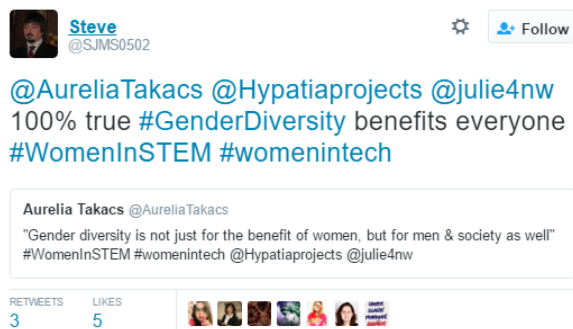 Steve
@SJMS0502
Follow
@AureliaTakacs @Hypatiaprojects @julie4nw
100% true #GenderDiversity benefits everyone
#WomenInSTEM #womenintech
Aurelia Takacs @AureliaTakacs
"Gender diversity is not just for the benefit of women, but for men & society as well"
#WomenInSTEM #womenintech @Hypatiaprojects @julie4nw
RETWEETS LIKES
3 5